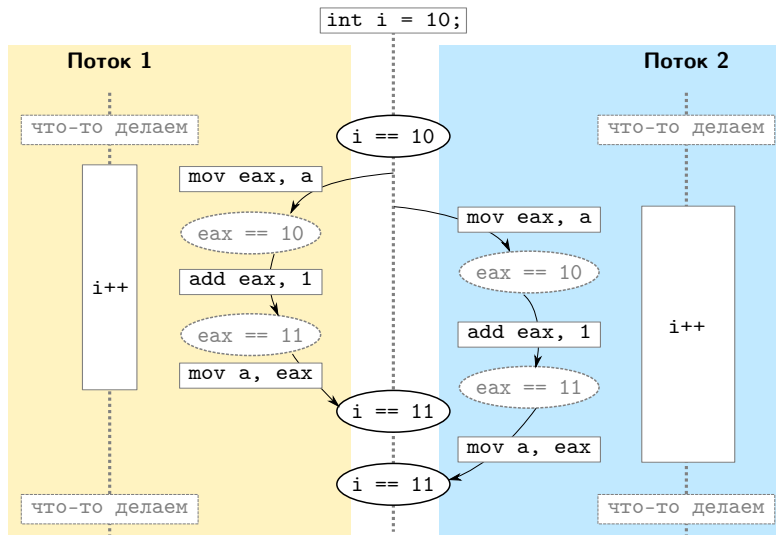 int i = 10;
Поток 1
Поток 2
что-то делаем
что-то делаем
i == 10
mov eax, a
mov eax, a
eax == 10
eax == 10
i++
add eax, 1
i++
add eax, 1
eax == 11
mov a, eax
eax == 11
i == 11
mov a, eax
i == 11
что-то делаем
что-то делаем